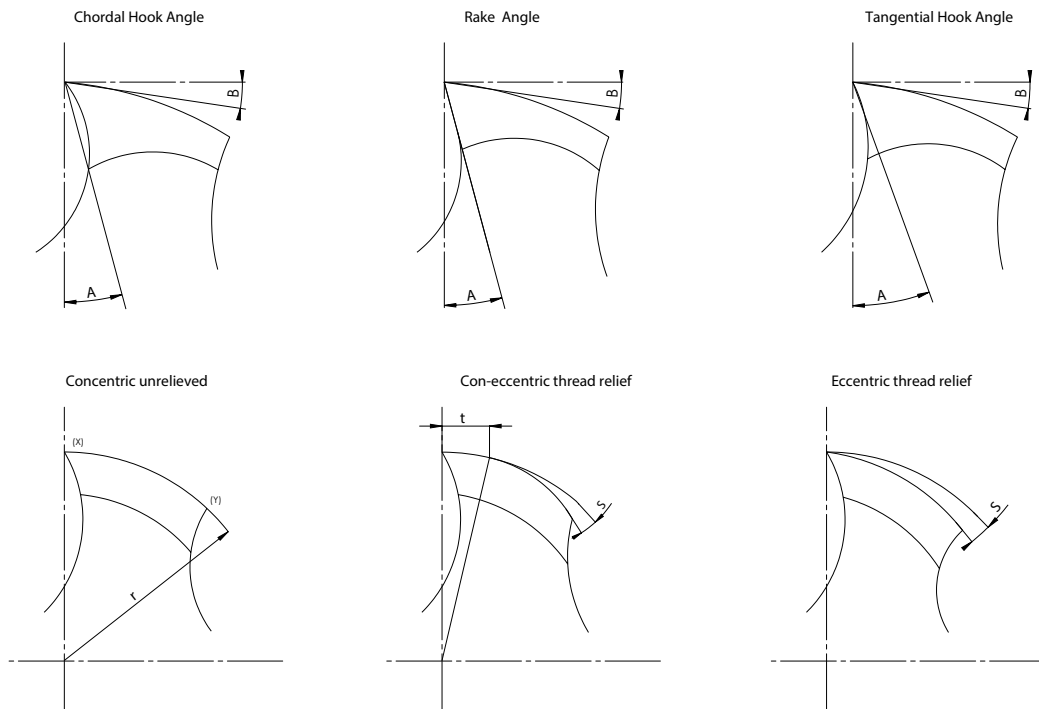 Chordal Hook Angle
Rake Angle
Tangential Hook Angle
B
B
B
A
A
A
Concentric unrelieved
Con-eccentric thread relief
Eccentric thread relief
t
(X)
(Y)
S
S
r